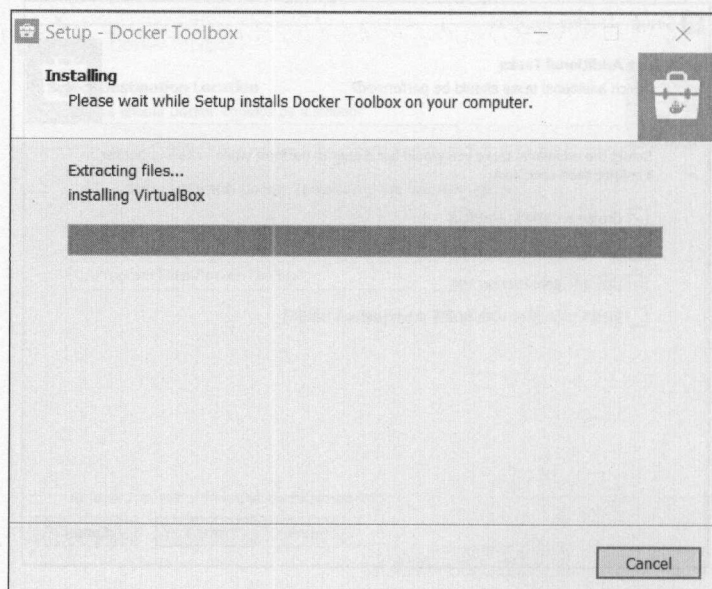 Setup - Docker Toolbox
Installing
Please wait while Setup installs Docker Toolbox on your computer.
Extracting files...
installing VirtualBox
Cancel